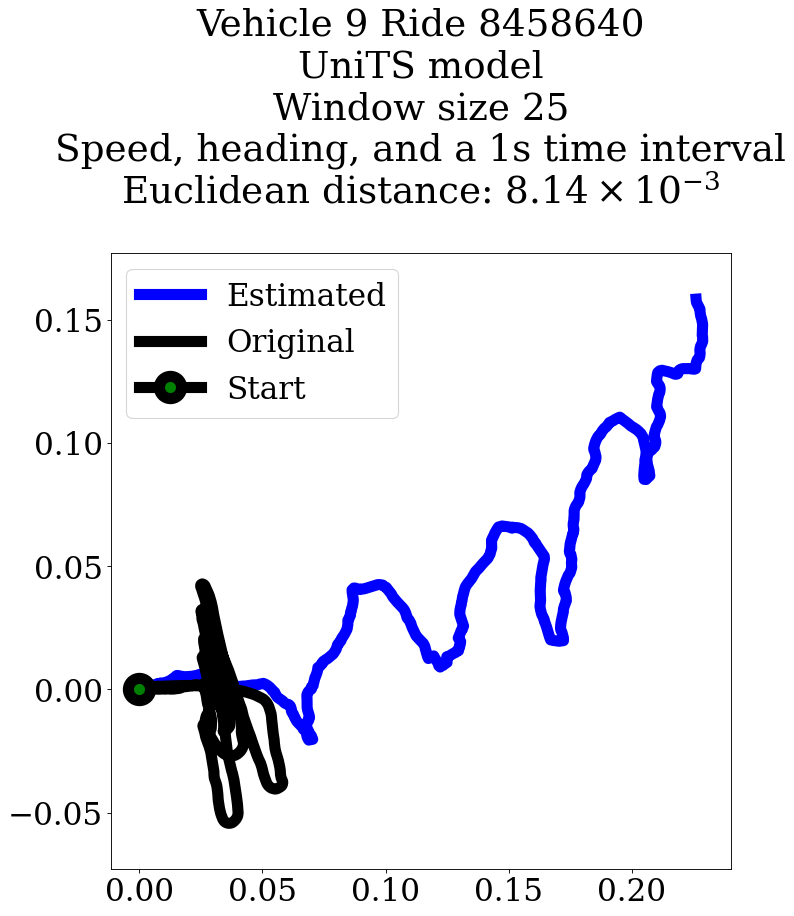 Vehicle 9 Ride 8458640
UniTS model
Window size 25
Speed, heading, and a 1s time interval
Euclidean distance: 8.14 × 10⁻³
Estimated
Original
Start
0.15
0.10
0.05
0.00
−0.05
0.00 0.05 0.10 0.15 0.20